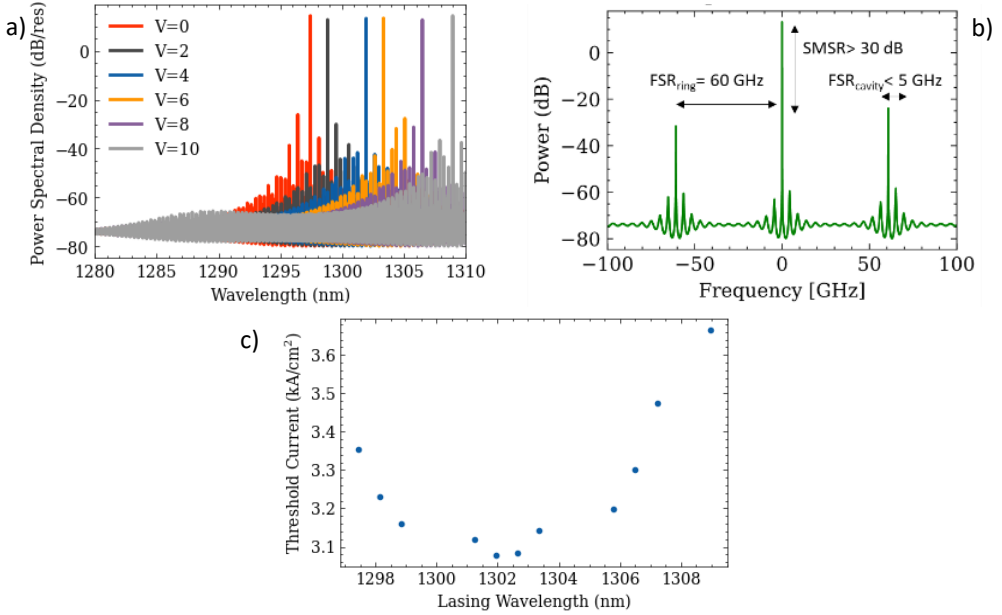 a)
Power Spectral Density (dB/res)
0
−20
−40
−60
−80
V=0
V=2
V=4
V=6
V=8
V=10
1280 1285 1290 1295 1300 1305 1310
Wavelength (nm)
b)
Power (dB)
0
−20
−40
−60
−80
SMSR> 30 dB
FSRring= 60 GHz
FSRcavity< 5 GHz
−100 −50 0 50 100
Frequency [GHz]
c)
Threshold Current (kA/cm²)
3.6
3.5
3.4
3.3
3.2
3.1
1298 1300 1302 1304 1306 1308
Lasing Wavelength (nm)